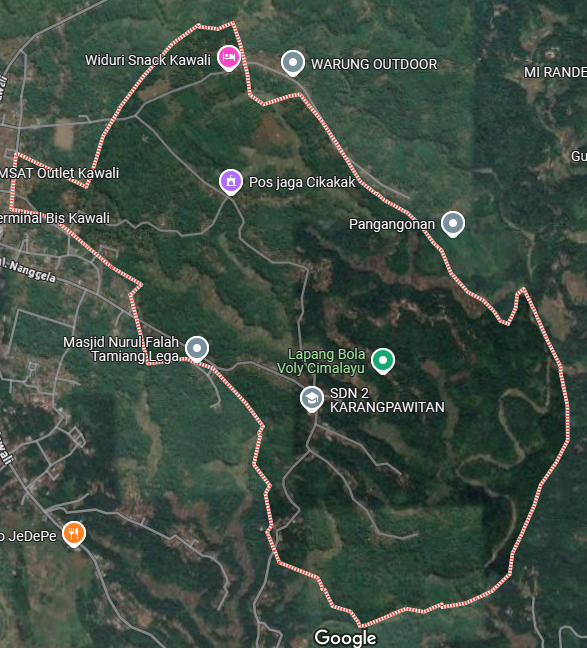 Widuri Snack Kawali
WARUNG OUTDOOR
MI RANDE
Gu
MSAT Outlet Kawali
Pos jaga Cikakak
erminal Bis Kawali
Pangangonan
l. Nanggela
Masjid Nurul Falah
Tamiang Lega
Lapang Bola
Voly Cimalayu
SDN 2
KARANGPAWITAN
awali
o JeDePe
Google